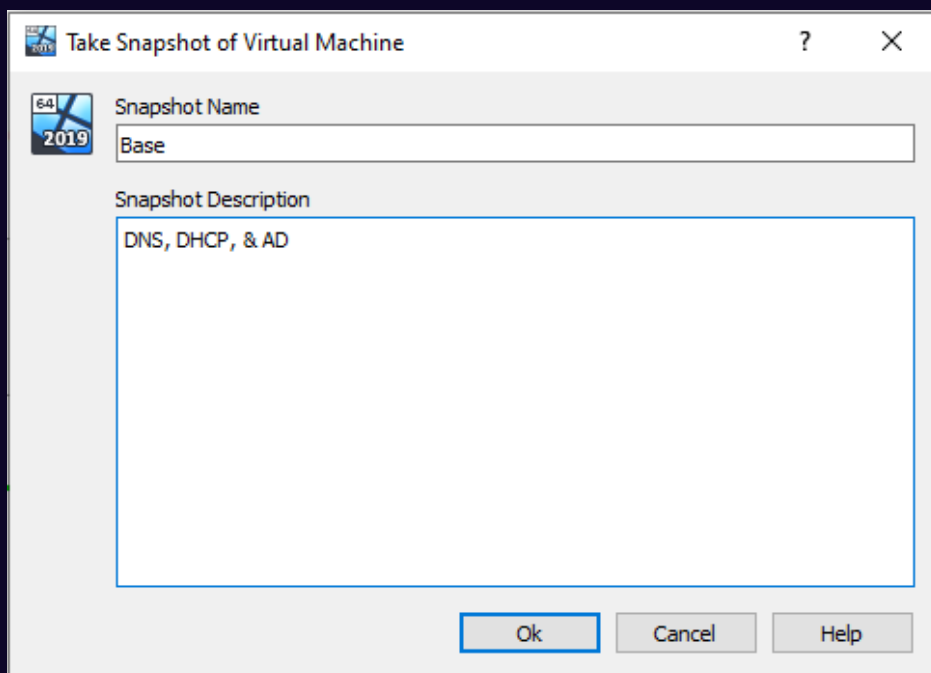 Take Snapshot of Virtual Machine ? ✕
64
2019
Snapshot Name
Base
Snapshot Description
DNS, DHCP, & AD
Ok Cancel Help